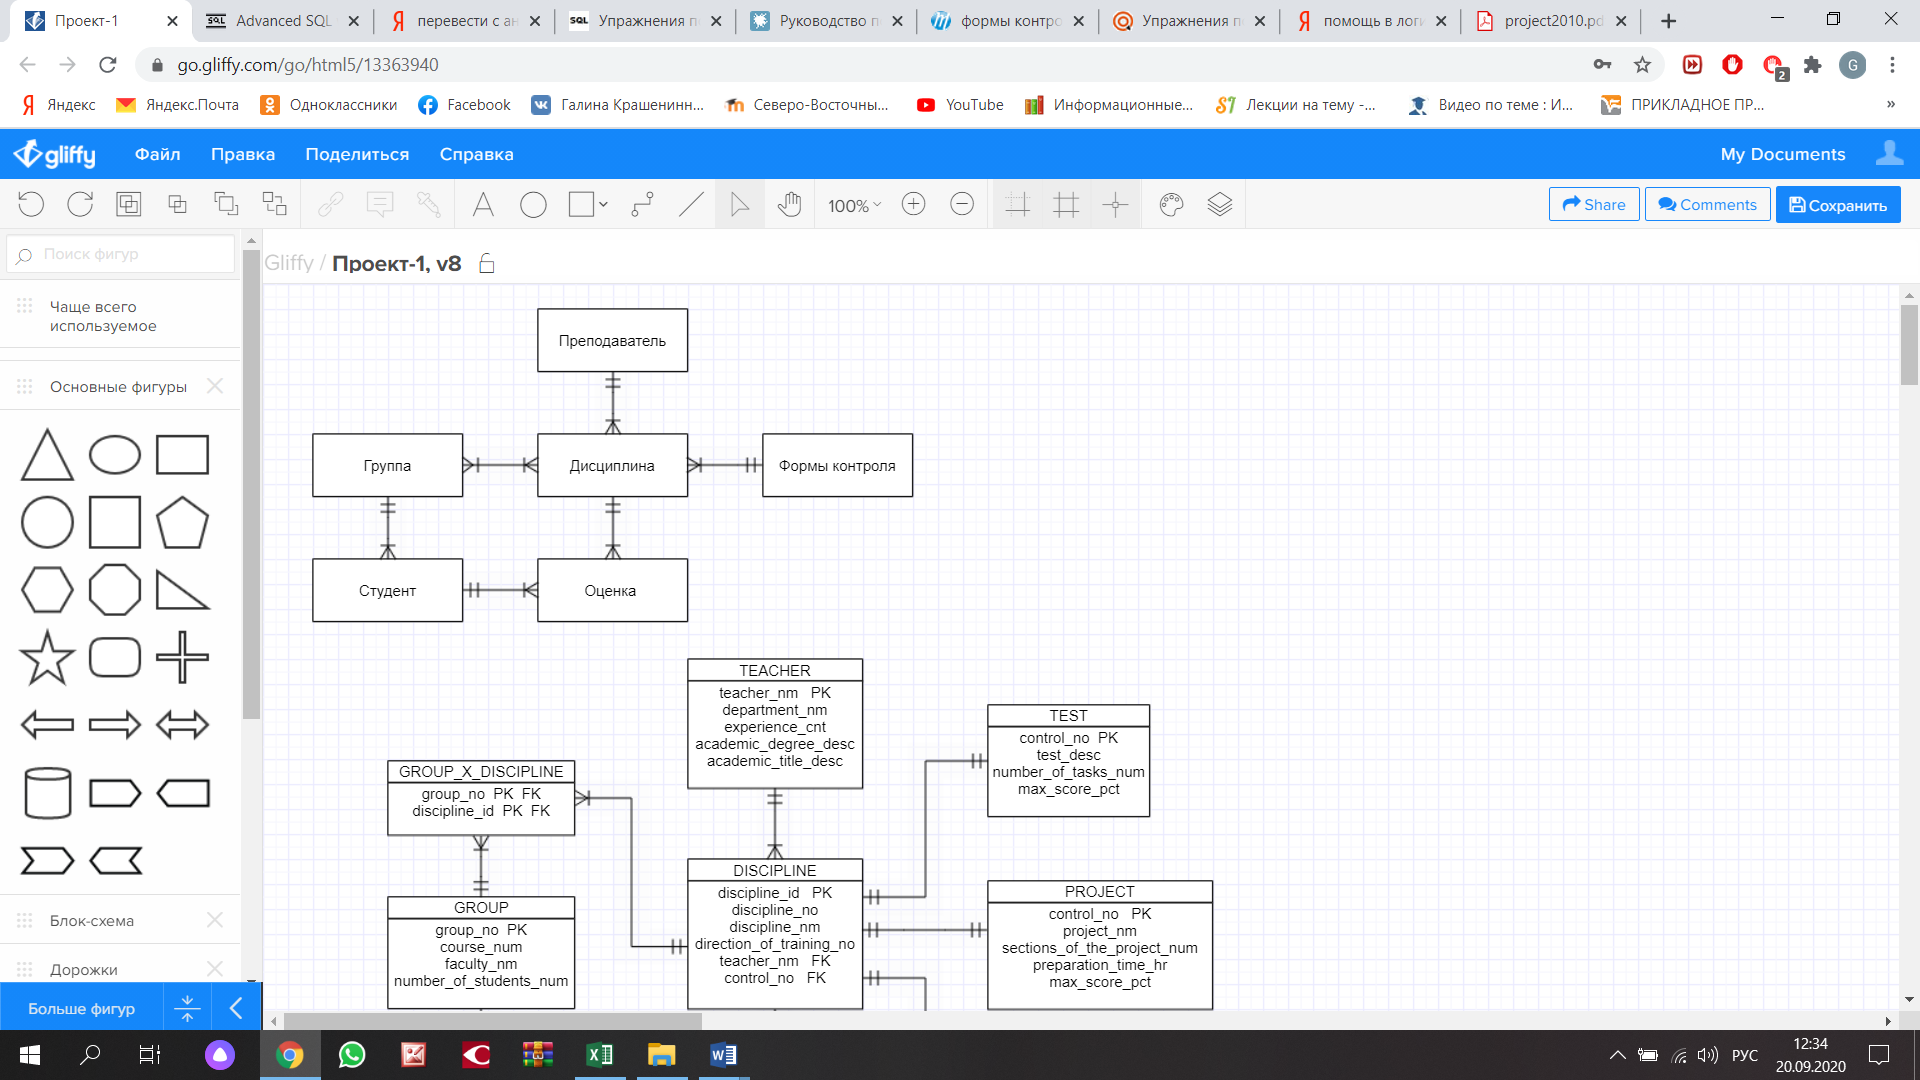 Проект-1
Advanced SQL
перевести с ан
Упражнения п
Руководство п
формы контро
Упражнения п
помощь в логи
project2010.pd
go.gliffy.com/go/html5/13363940
G
2
Яндекс
Яндекс.Почта
Одноклассники
Facebook
Галина Крашенинн...
Северо-Восточны...
YouTube
Информационные...
Лекции на тему -...
Видео по теме : И...
ПРИКЛАДНОЕ ПР...
»
gliffy
Файл
Правка
Поделиться
Справка
My Documents
100%
Share
Comments
Сохранить
Поиск фигур
Gliffy / Проект-1, v8
Чаще всего
используемое
Основные фигуры
Блок-схема
Дорожки
Больше фигур
Преподаватель
Группа
Дисциплина
Формы контроля
Студент
Оценка
TEACHER
teacher_nm PK
department_nm
experience_cnt
academic_degree_desc
academic_title_desc
TEST
control_no PK
test_desc
number_of_tasks_num
max_score_pct
GROUP_X_DISCIPLINE
group_no PK FK
discipline_id PK FK
DISCIPLINE
discipline_id PK
discipline_no
discipline_nm
direction_of_training_no
teacher_nm FK
control_no FK
PROJECT
control_no PK
project_nm
sections_of_the_project_num
preparation_time_hr
max_score_pct
GROUP
group_no PK
course_num
faculty_nm
number_of_students_num
РУС
12:34
20.09.2020